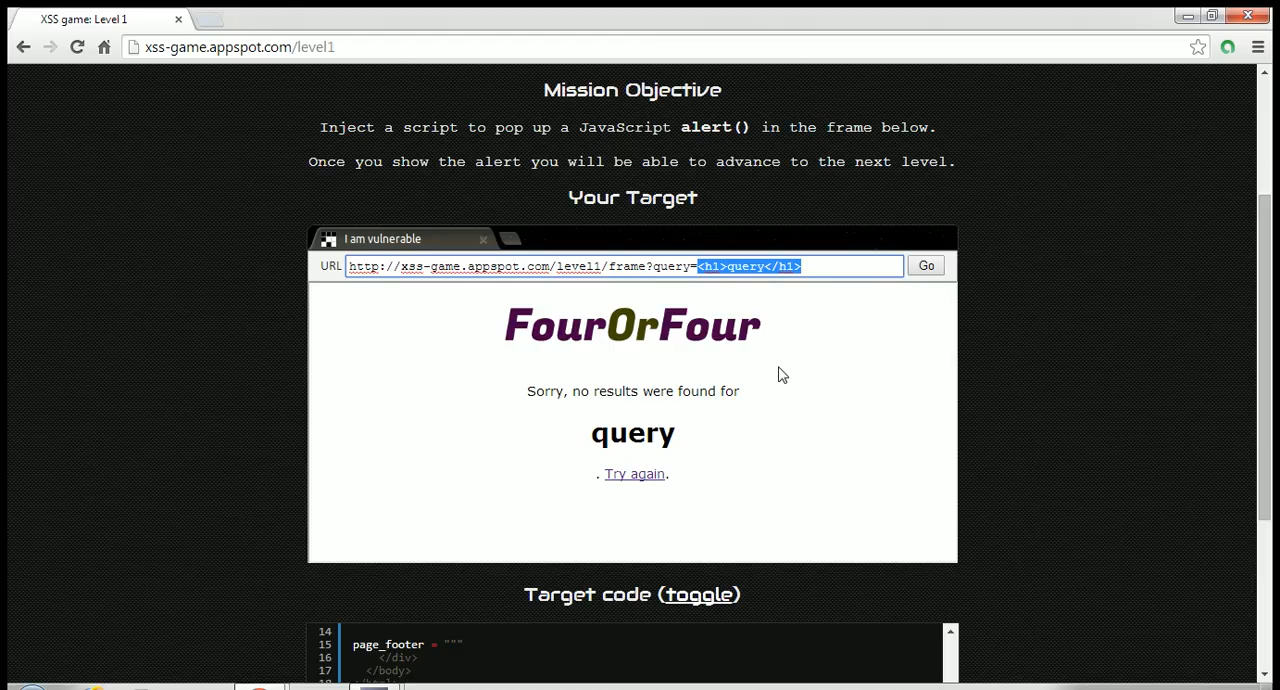 XSS game: Level 1
xss-game.appspot.com/level1
Mission Objective
Inject a script to pop up a JavaScript alert() in the frame below.
Once you show the alert you will be able to advance to the next level.
Your Target
I am vulnerable
URL http://xss-game.appspot.com/level1/frame?query=<h1>query</h1> Go
FourOrFour
Sorry, no results were found for
query
. Try again.
Target code (toggle)
14
15 page_footer = """
16 </div>
17 </body>